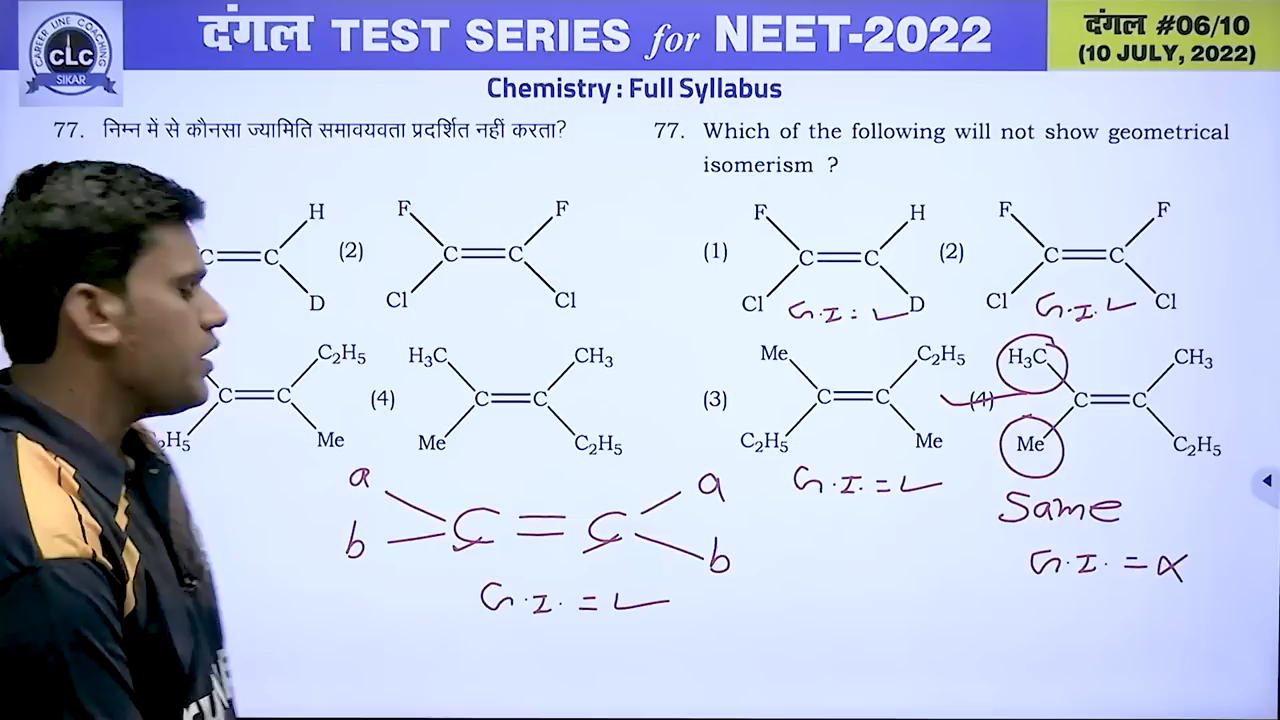 CAREER LINE COACHING
CLC
SIKAR
दंगल TEST SERIES for NEET-2022
दंगल #06/10
(10 JULY, 2022)
Chemistry : Full Syllabus
77. निम्न में से कौनसा ज्यामिति समावयवता प्रदर्शित नहीं करता?
H
C = C
D
(2)
F F
C = C
Cl Cl
C₂H₅
C = C
₂H₅ Me
(4)
H₃C CH₃
C = C
Me C₂H₅
77. Which of the following will not show geometrical
isomerism ?
(1)
F H
C = C
Cl D
G.I. = ✓
(2)
F F
C = C
Cl Cl
G.I. ✓
(3)
Me C₂H₅
C = C
C₂H₅ Me
G.I. = ✓
(4)
H₃C CH₃
C = C
Me C₂H₅
Same
G.I. = ×
a a
C = C
b b
G.I. = ✓